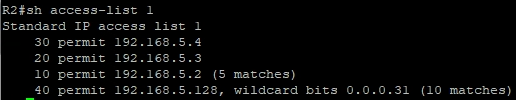 R2#sh access-list 1
Standard IP access list 1
30 permit 192.168.5.4
20 permit 192.168.5.3
10 permit 192.168.5.2 (5 matches)
40 permit 192.168.5.128, wildcard bits 0.0.0.31 (10 matches)